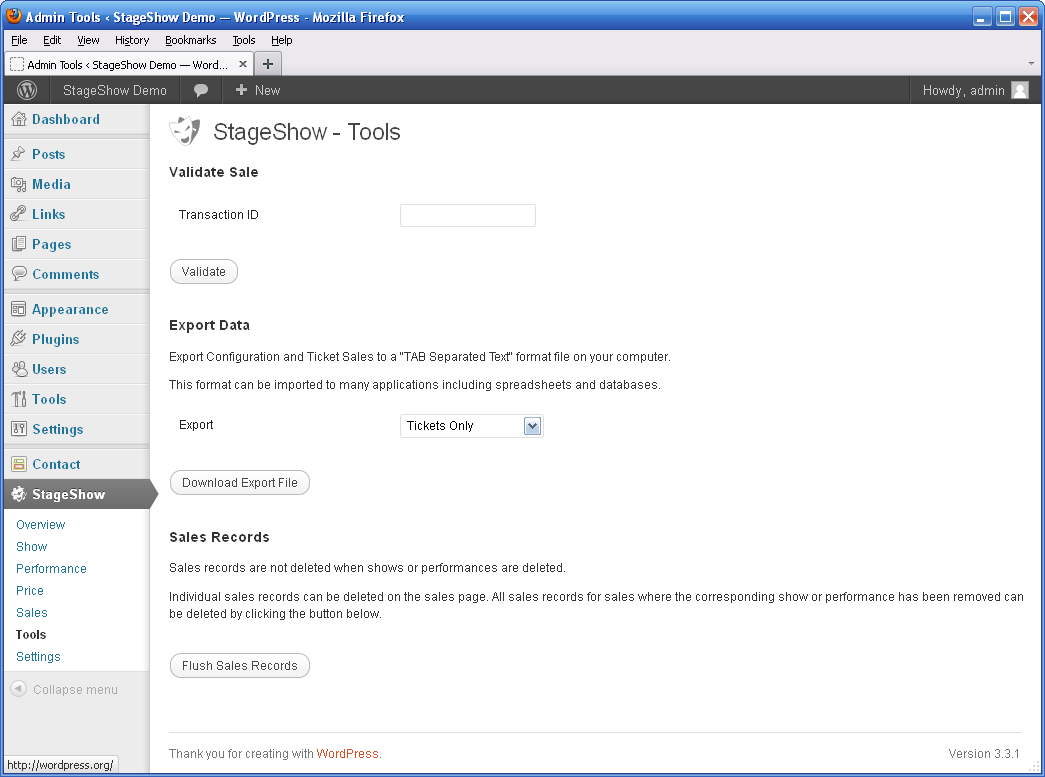 Admin Tools ‹ StageShow Demo — WordPress - Mozilla Firefox
File Edit View History Bookmarks Tools Help
Admin Tools ‹ StageShow Demo — Word...
StageShow Demo
New
Howdy, admin
Dashboard
Posts
Media
Links
Pages
Comments
Appearance
Plugins
Users
Tools
Settings
Contact
StageShow
Overview
Show
Performance
Price
Sales
Tools
Settings
Collapse menu
StageShow - Tools
Validate Sale
Transaction ID
Validate
Export Data
Export Configuration and Ticket Sales to a "TAB Separated Text" format file on your computer.
This format can be imported to many applications including spreadsheets and databases.
Export Tickets Only
Download Export File
Sales Records
Sales records are not deleted when shows or performances are deleted.
Individual sales records can be deleted on the sales page. All sales records for sales where the corresponding show or performance has been removed can
be deleted by clicking the button below.
Flush Sales Records
Thank you for creating with WordPress.
Version 3.3.1
http://wordpress.org/